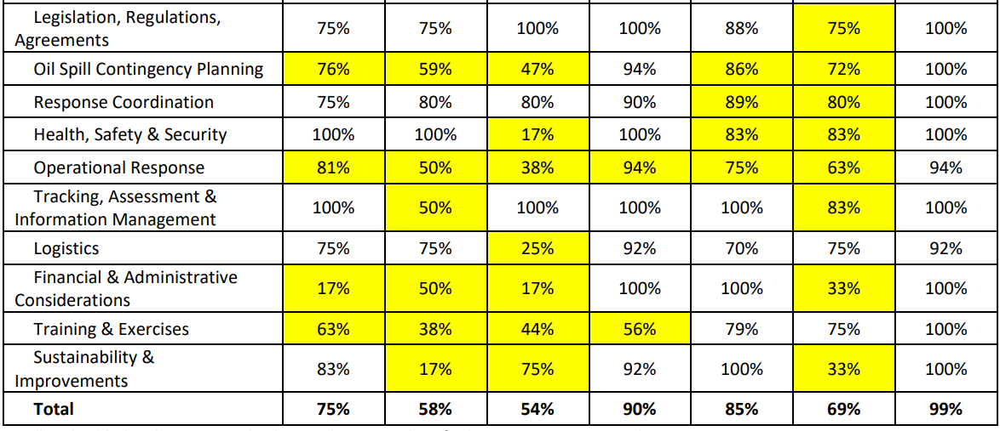 Legislation, Regulations,
Agreements 75% 75% 100% 100% 88% 75% 100%
Oil Spill Contingency Planning 76% 59% 47% 94% 86% 72% 100%
Response Coordination 75% 80% 80% 90% 89% 80% 100%
Health, Safety & Security 100% 100% 17% 100% 83% 83% 100%
Operational Response 81% 50% 38% 94% 75% 63% 94%
Tracking, Assessment &
Information Management 100% 50% 100% 100% 100% 83% 100%
Logistics 75% 75% 25% 92% 70% 75% 92%
Financial & Administrative
Considerations 17% 50% 17% 100% 100% 33% 100%
Training & Exercises 63% 38% 44% 56% 79% 75% 100%
Sustainability &
Improvements 83% 17% 75% 92% 100% 33% 100%
Total 75% 58% 54% 90% 85% 69% 99%